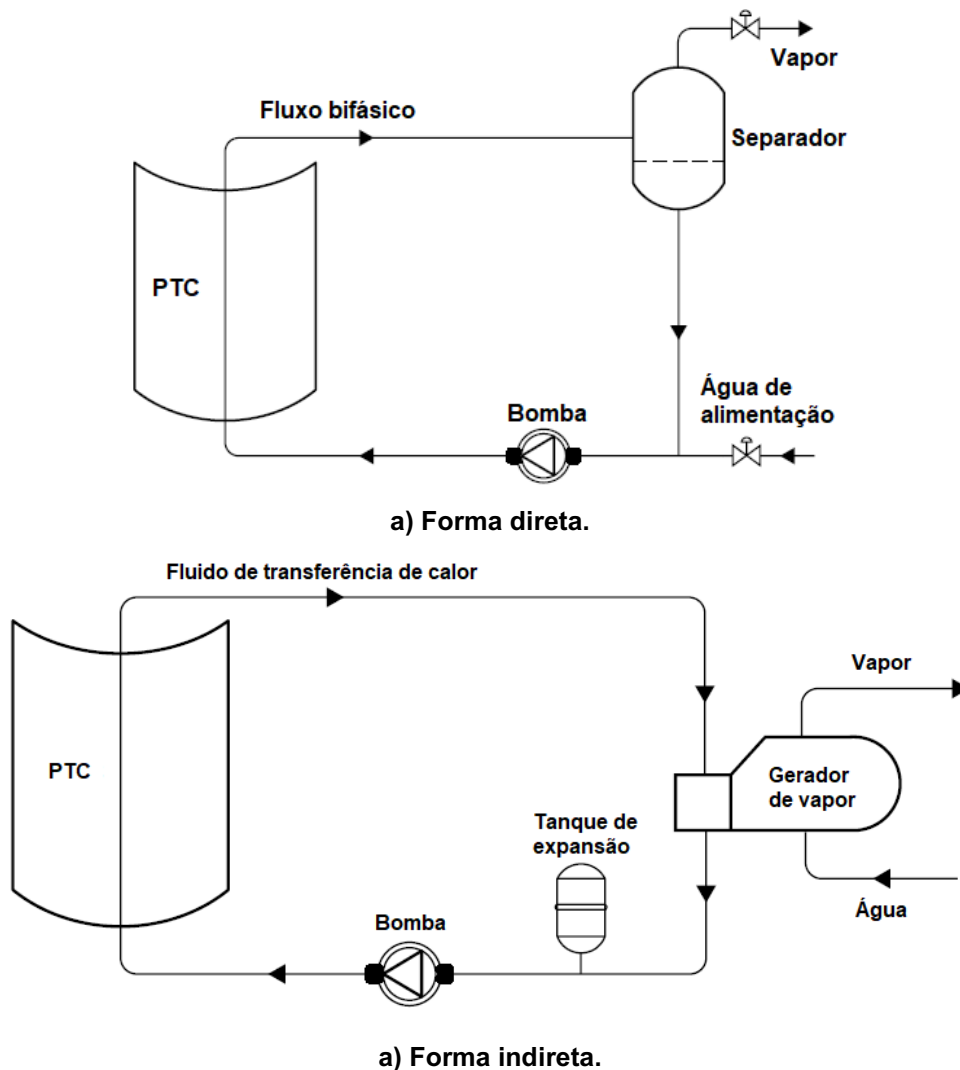 Vapor
Fluxo bifásico
Separador
PTC
Água de
alimentação
Bomba
a) Forma direta.
Fluido de transferência de calor
Vapor
PTC
Gerador
de vapor
Tanque de
expansão
Bomba
Água
a) Forma indireta.